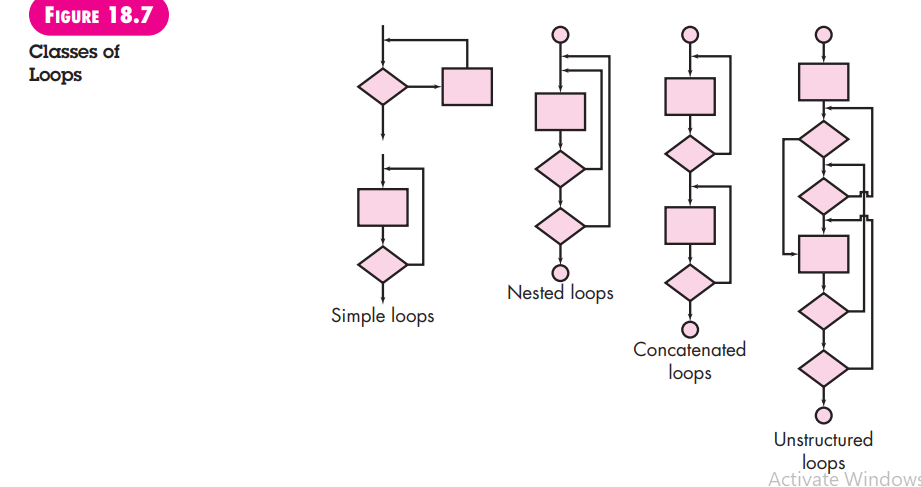 FIGURE 18.7
Classes of
Loops
Simple loops
Nested loops
Concatenated
loops
Unstructured
loops
Activate Windows